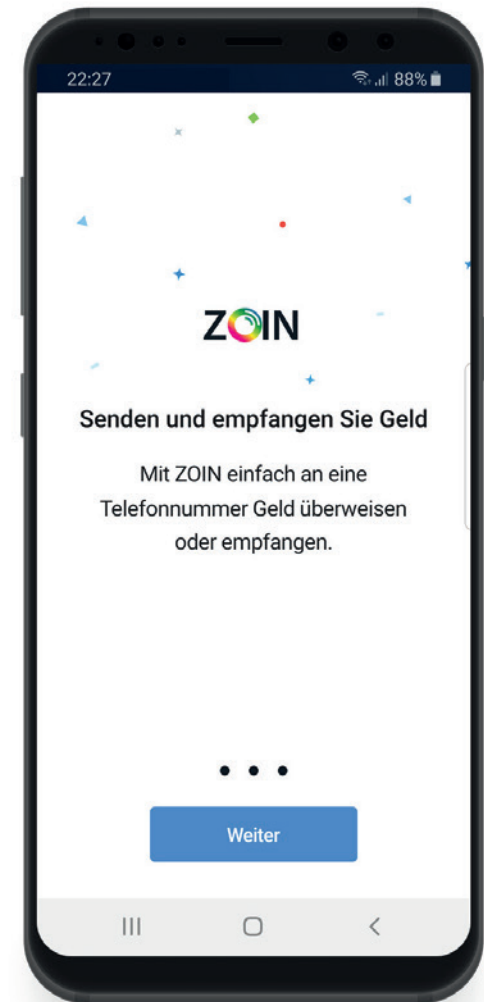 22:27 88%
ZOIN
Senden und empfangen Sie Geld
Mit ZOIN einfach an eine
Telefonnummer Geld überweisen
oder empfangen.
Weiter